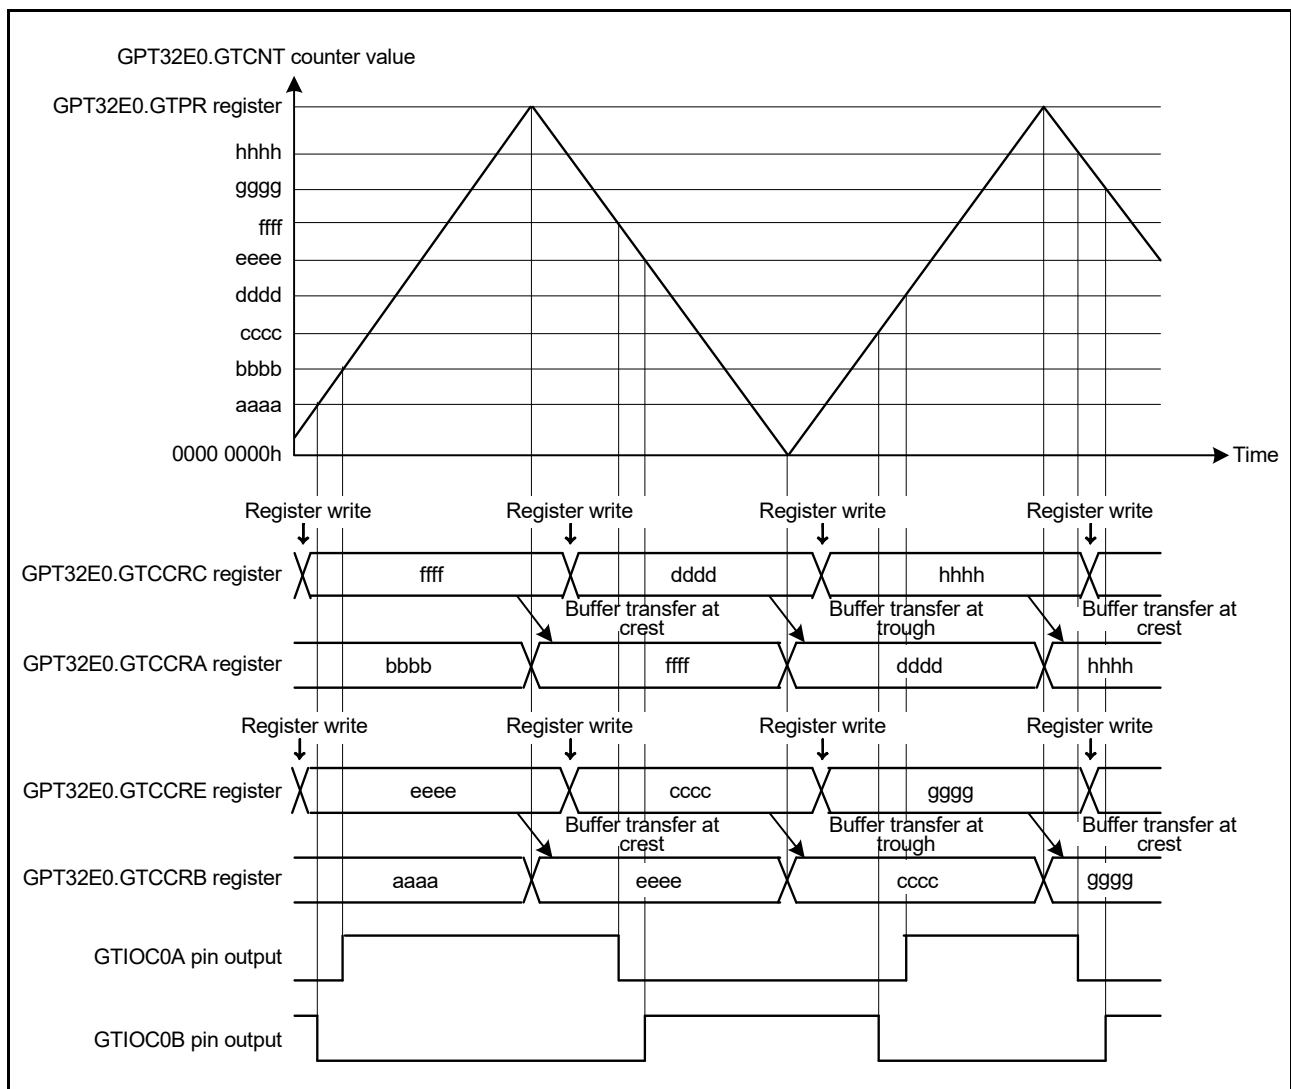 GPT32E0.GTCNT counter value
GPT32E0.GTPR register
hhhh
gggg
ffff
eeee
dddd
cccc
bbbb
aaaa
0000 0000h
Time
Register write Register write Register write Register write
GPT32E0.GTCCRC register ffff dddd hhhh
Buffer transfer at Buffer transfer at Buffer transfer at
crest trough crest
GPT32E0.GTCCRA register bbbb ffff dddd hhhh
Register write Register write Register write Register write
GPT32E0.GTCCRE register eeee cccc gggg
Buffer transfer at Buffer transfer at Buffer transfer at
crest trough crest
GPT32E0.GTCCRB register aaaa eeee cccc gggg
GTIOC0A pin output
GTIOC0B pin output